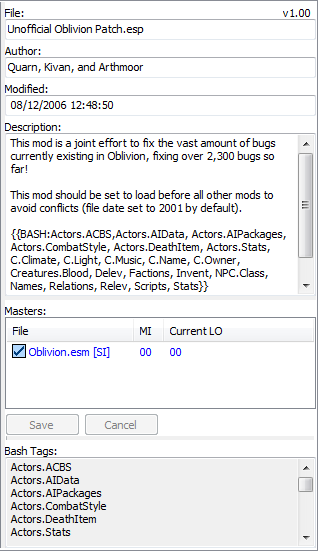 File: v1.00
Unofficial Oblivion Patch.esp
Author:
Quarn, Kivan, and Arthmoor
Modified:
08/12/2006 12:48:50
Description:
This mod is a joint effort to fix the vast amount of bugs
currently existing in Oblivion, fixing over 2,300 bugs so
far!
This mod should be set to load before all other mods to
avoid conflicts (file date set to 2001 by default).
{{BASH:Actors.ACBS,Actors.AIData, Actors.AIPackages,
Actors.CombatStyle, Actors.DeathItem, Actors.Stats,
C.Climate, C.Light, C.Music, C.Name, C.Owner,
Creatures.Blood, Delev, Factions, Invent, NPC.Class,
Names, Relations, Relev, Scripts, Stats}}
Masters:
File MI Current LO
Oblivion.esm [SI] 00 00
Save Cancel
Bash Tags:
Actors.ACBS
Actors.AIData
Actors.AIPackages
Actors.CombatStyle
Actors.DeathItem
Actors.Stats